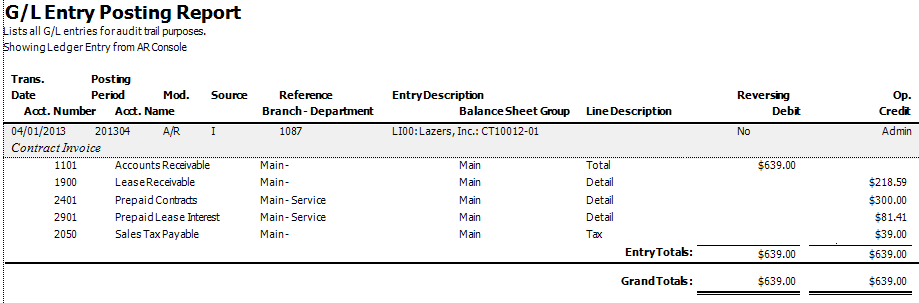 G/L Entry Posting Report
Lists all G/L entries for audit trail purposes.
Showing Ledger Entry from AR Console
Trans. Posting
Date Period Mod. Source Reference Entry Description Reversing Op.
Acct. Number Acct. Name Branch - Department Balance Sheet Group Line Description Debit Credit
04/01/2013 201304 A/R I 1087 LI00: Lazers, Inc.: CT10012-01 No Admin
Contract Invoice
1101 Accounts Receivable Main - Main Total $639.00
1900 Lease Receivable Main - Main Detail $218.59
2401 Prepaid Contracts Main - Service Main Detail $300.00
2901 Prepaid Lease Interest Main - Service Main Detail $81.41
2050 Sales Tax Payable Main - Main Tax $39.00
Entry Totals: $639.00 $639.00
Grand Totals: $639.00 $639.00